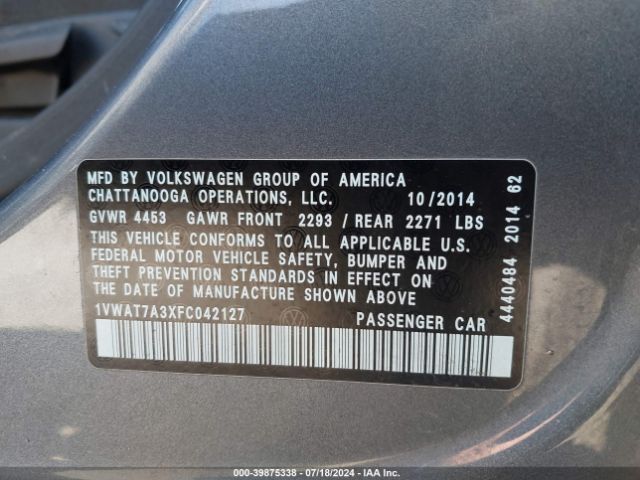 MFD BY VOLKSWAGEN GROUP OF AMERICA
CHATTANOOGA OPERATIONS, LLC. 10/2014
GVWR 4453 GAWR FRONT 2293 / REAR 2271 LBS
THIS VEHICLE CONFORMS TO ALL APPLICABLE U.S.
FEDERAL MOTOR VEHICLE SAFETY, BUMPER AND
THEFT PREVENTION STANDARDS IN EFFECT ON
THE DATE OF MANUFACTURE SHOWN ABOVE
1VWAT7A3XFC042127 PASSENGER CAR
4440484 2014 62
000-39875338 - 07/18/2024 - IAA Inc.